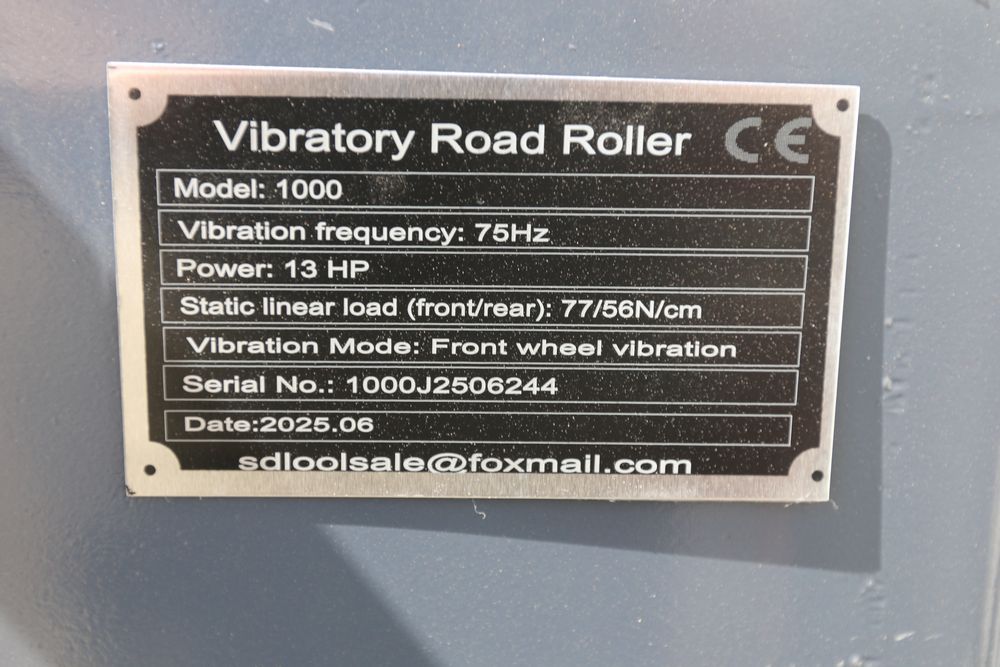 Vibratory Road Roller CE
Model: 1000
Vibration frequency: 75Hz
Power: 13 HP
Static linear load (front/rear): 77/56N/cm
Vibration Mode: Front wheel vibration
Serial No.: 1000J2506244
Date:2025.06
sdloolsale@foxmail.com